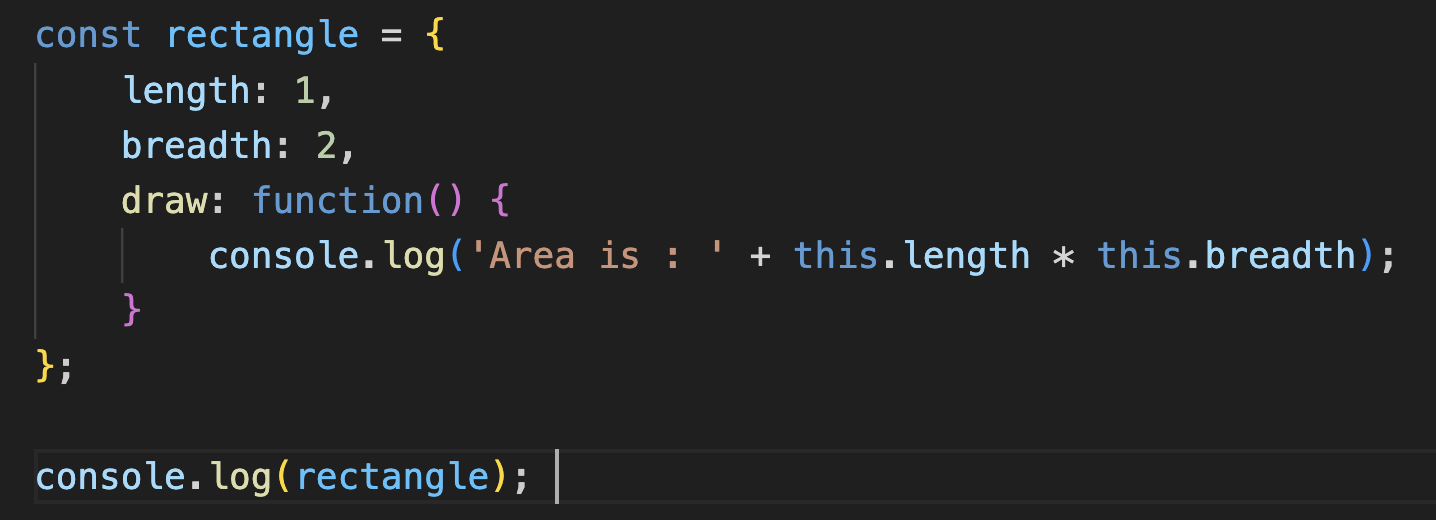 const rectangle = {
    length: 1,
    breadth: 2,
    draw: function() {
        console.log('Area is : ' + this.length * this.breadth);
    }
};
console.log(rectangle);